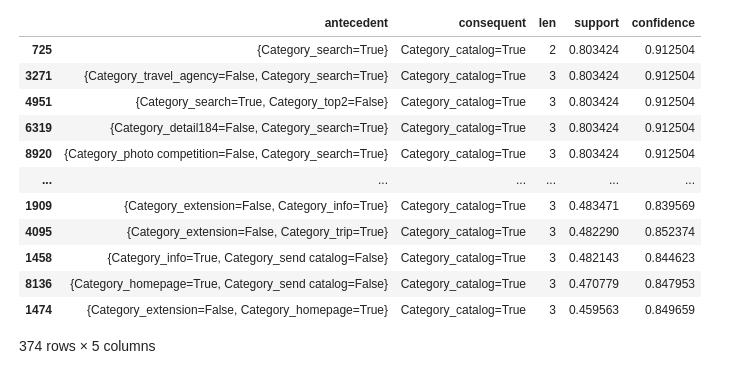 antecedent consequent len support confidence
725 {Category_search=True} Category_catalog=True 2 0.803424 0.912504
3271 {Category_travel_agency=False, Category_search=True} Category_catalog=True 3 0.803424 0.912504
4951 {Category_search=True, Category_top2=False} Category_catalog=True 3 0.803424 0.912504
6319 {Category_detail184=False, Category_search=True} Category_catalog=True 3 0.803424 0.912504
8920 {Category_photo competition=False, Category_search=True} Category_catalog=True 3 0.803424 0.912504
... ... ... ... ... ...
1909 {Category_extension=False, Category_info=True} Category_catalog=True 3 0.483471 0.839569
4095 {Category_extension=False, Category_trip=True} Category_catalog=True 3 0.482290 0.852374
1458 {Category_info=True, Category_send catalog=False} Category_catalog=True 3 0.482143 0.844623
8136 {Category_homepage=True, Category_send catalog=False} Category_catalog=True 3 0.470779 0.847953
1474 {Category_extension=False, Category_homepage=True} Category_catalog=True 3 0.459563 0.849659
374 rows × 5 columns